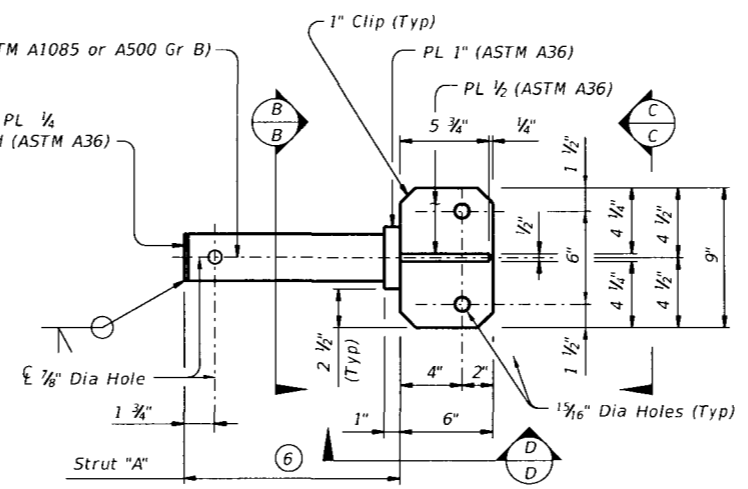 1" Clip (Typ)
TM A1085 or A500 Gr B)
PL 1" (ASTM A36)
PL ½ (ASTM A36)
PL ¼
(ASTM A36)
B
B
C
C
5 ¾"
¼"
1 ½"
½"
4 ¼"
4 ½"
6"
9"
4 ¼"
4 ½"
1 ½"
2 ½"
(Typ)
℄ ⅞" Dia Hole
4"
2"
1 ¾"
1"
6"
15/16" Dia Holes (Typ)
Strut "A"
6
D
D